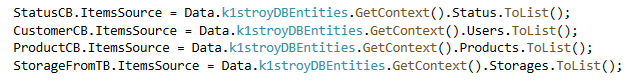 StatusCB.ItemsSource = Data.k1stroyDBEntities.GetContext().Status.ToList();
CustomerCB.ItemsSource = Data.k1stroyDBEntities.GetContext().Users.ToList();
ProductCB.ItemsSource = Data.k1stroyDBEntities.GetContext().Products.ToList();
StorageFromTB.ItemsSource = Data.k1stroyDBEntities.GetContext().Storages.ToList();